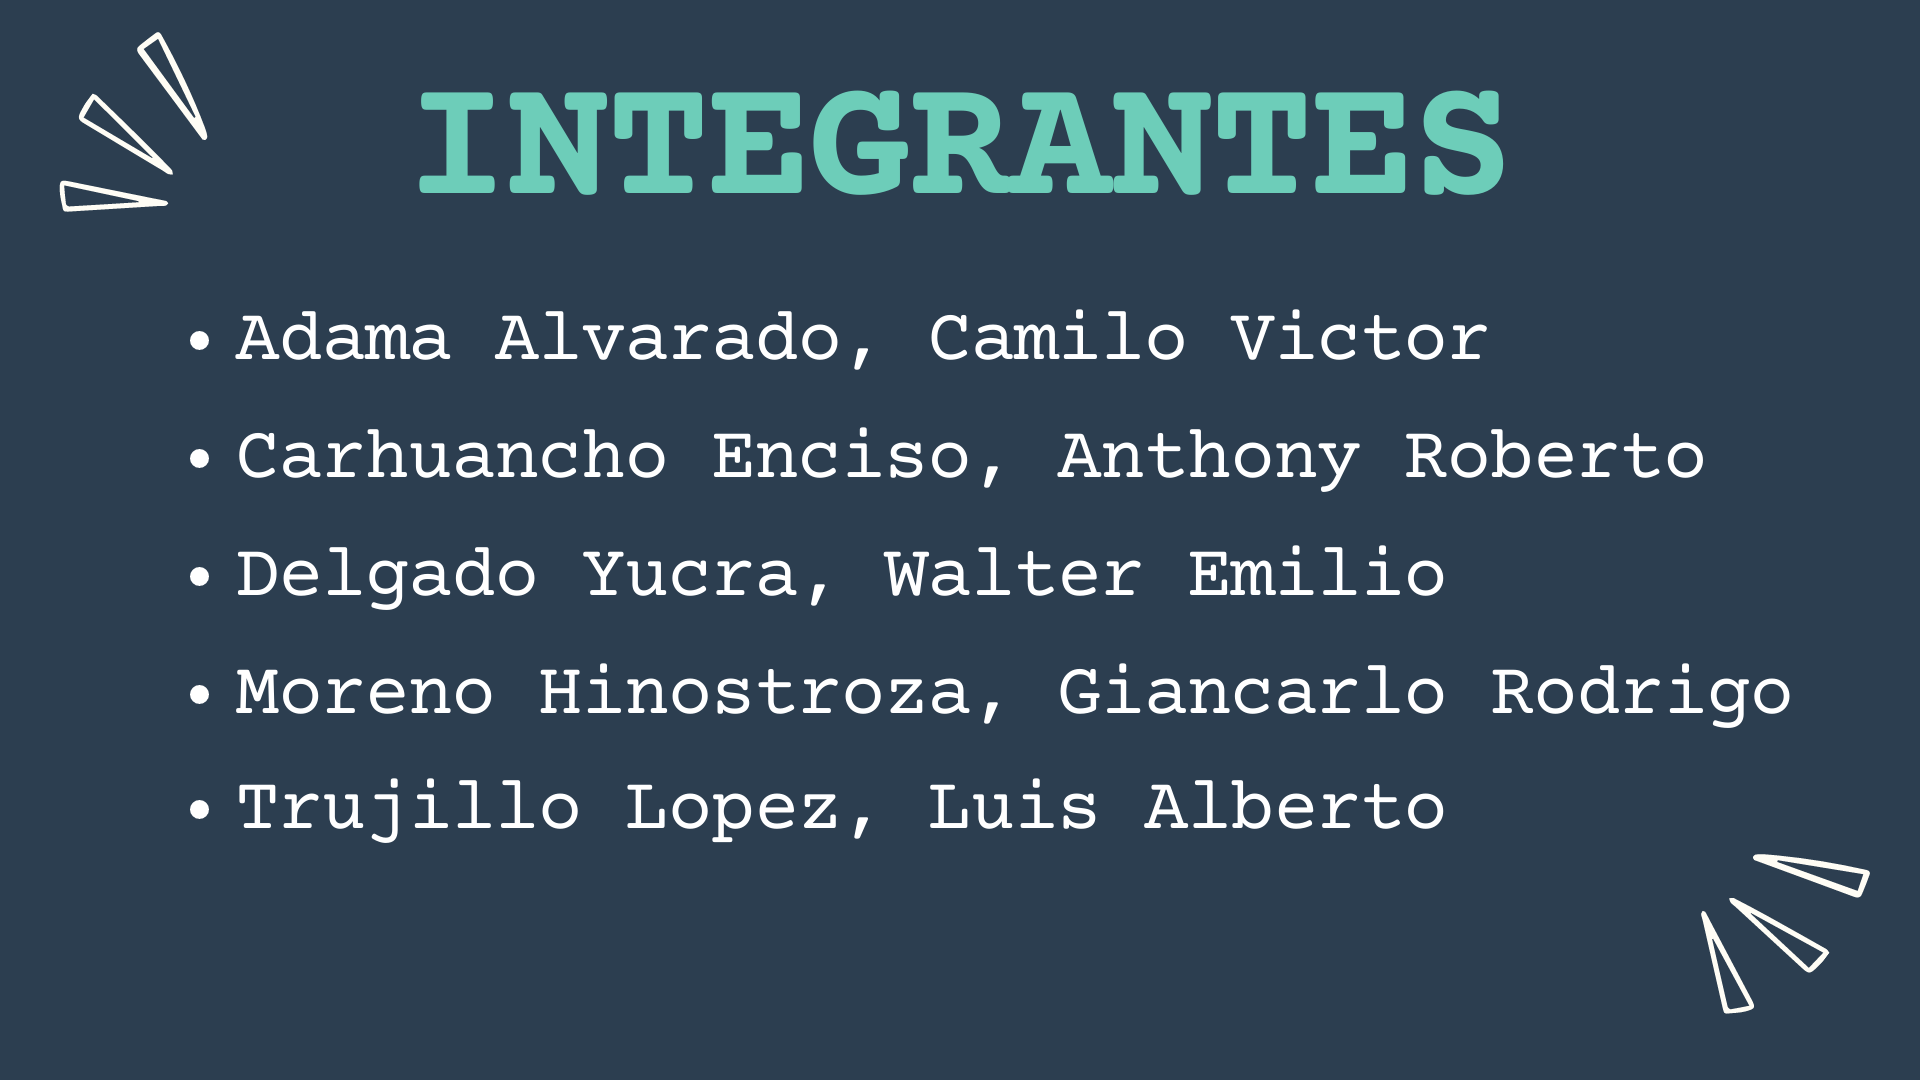 INTEGRANTES
• Adama Alvarado, Camilo Victor
• Carhuancho Enciso, Anthony Roberto
• Delgado Yucra, Walter Emilio
• Moreno Hinostroza, Giancarlo Rodrigo
• Trujillo Lopez, Luis Alberto